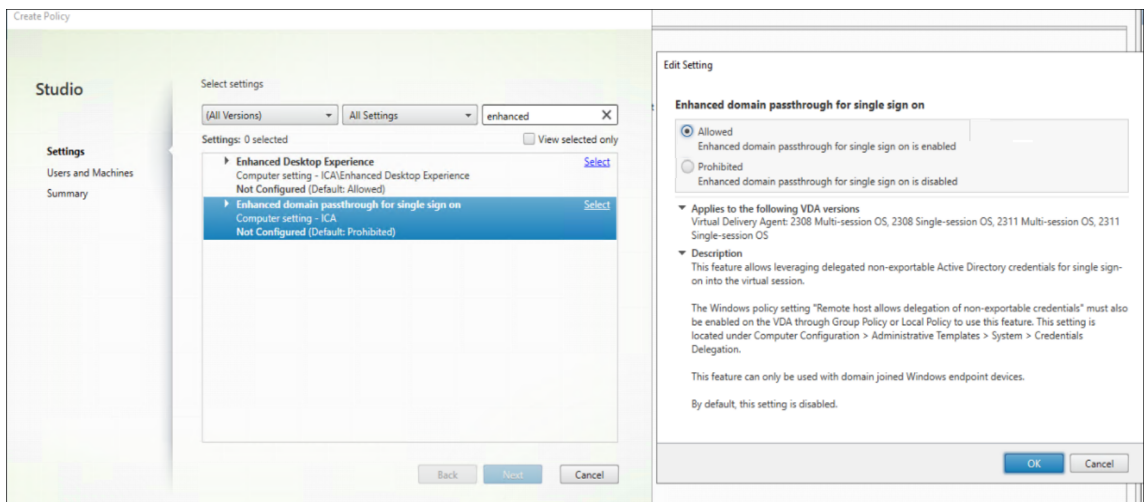 Create Policy
Studio
Settings
Users and Machines
Summary
Select settings
(All Versions)
All Settings
enhanced
X
Settings: 0 selected
View selected only
Enhanced Desktop Experience
Select
Computer setting - ICA\Enhanced Desktop Experience
Not Configured (Default: Allowed)
Enhanced domain passthrough for single sign on
Select
Computer setting - ICA
Not Configured (Default: Prohibited)
Back
Next
Cancel
Edit Setting
Enhanced domain passthrough for single sign on
Allowed
Enhanced domain passthrough for single sign on is enabled
Prohibited
Enhanced domain passthrough for single sign on is disabled
Applies to the following VDA versions
Virtual Delivery Agent: 2308 Multi-session OS, 2308 Single-session OS, 2311 Multi-session OS, 2311
Single-session OS
Description
This feature allows leveraging delegated non-exportable Active Directory credentials for single sign-
on into the virtual session.
The Windows policy setting "Remote host allows delegation of non-exportable credentials" must also
be enabled on the VDA through Group Policy or Local Policy to use this feature. This setting is
located under Computer Configuration > Administrative Templates > System > Credentials
Delegation.
This feature can only be used with domain joined Windows endpoint devices.
By default, this setting is disabled.
OK
Cancel